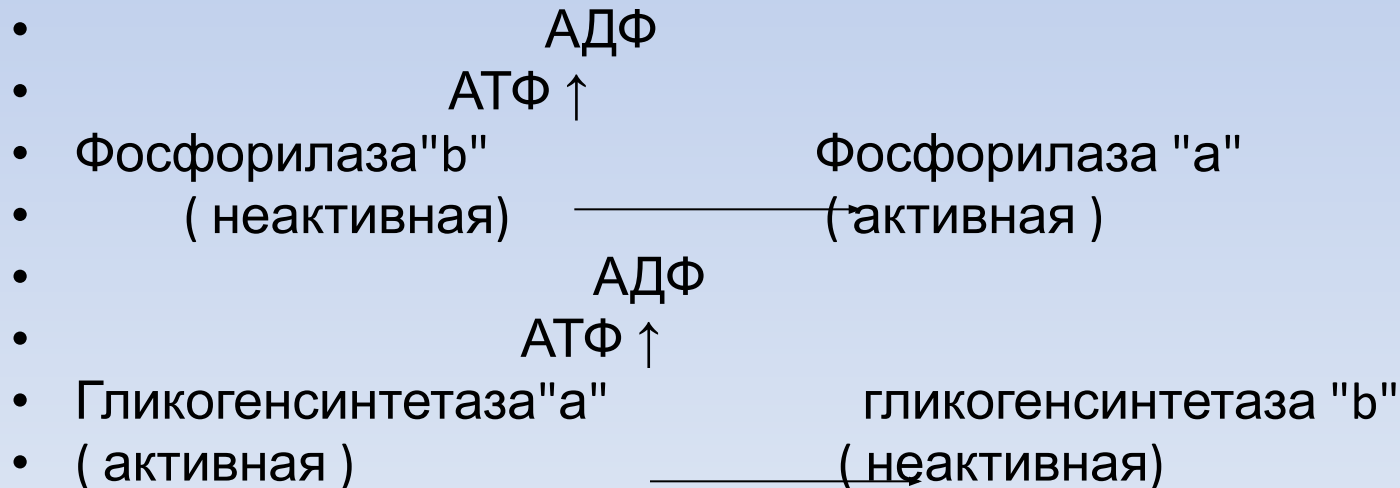 • АДФ
• АТФ ↑
• Фосфорилаза"b" Фосфорилаза "a"
• ( неактивная) ( активная )
• АДФ
• АТФ ↑
• Гликогенсинтетаза"a" гликогенсинтетаза "b"
• ( активная ) ( неактивная)